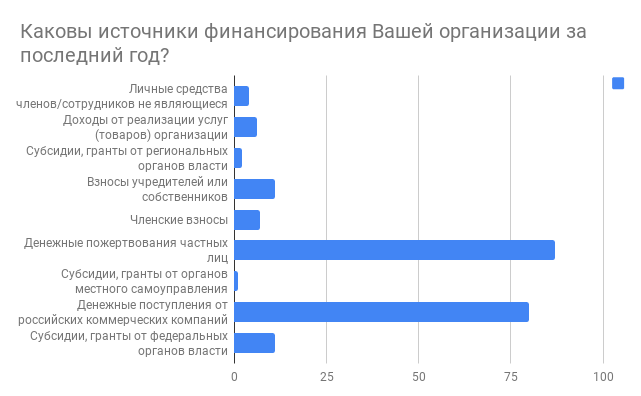 Каковы источники финансирования Вашей организации за
последний год?
Личные средства
членов/сотрудников не являющиеся
Доходы от реализации услуг
(товаров) организации
Субсидии, гранты от региональных
органов власти
Взносы учредителей или
собственников
Членские взносы
Денежные пожертвования частных
лиц
Субсидии, гранты от органов
местного самоуправления
Денежные поступления от
российских коммерческих компаний
Субсидии, гранты от федеральных
органов власти
0 25 50 75 100